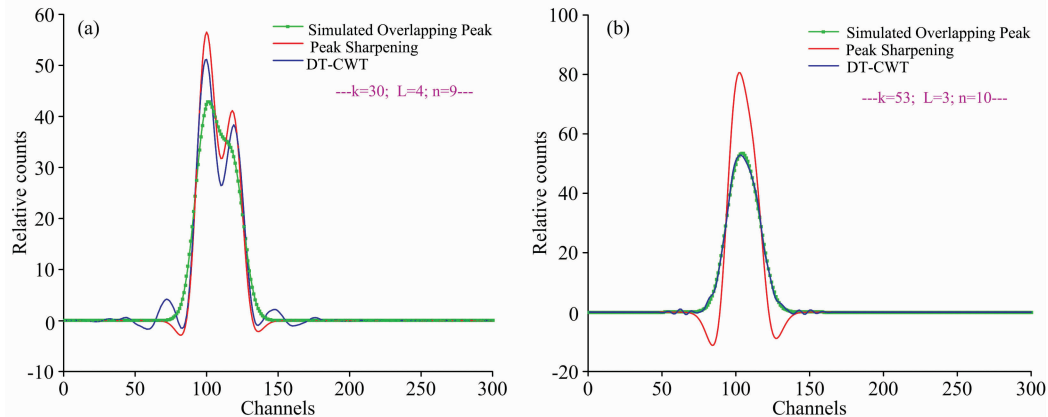 (a)
Simulated Overlapping Peak
Peak Sharpening
DT-CWT
---k=30; L=4; n=9---
60
50
40
30
20
10
0
-10
Relative counts
0 50 100 150 200 250 300
Channels
(b)
Simulated Overlapping Peak
Peak Sharpening
DT-CWT
---k=53; L=3; n=10---
100
80
60
40
20
0
-20
Relative counts
0 50 100 150 200 250 300
Channels